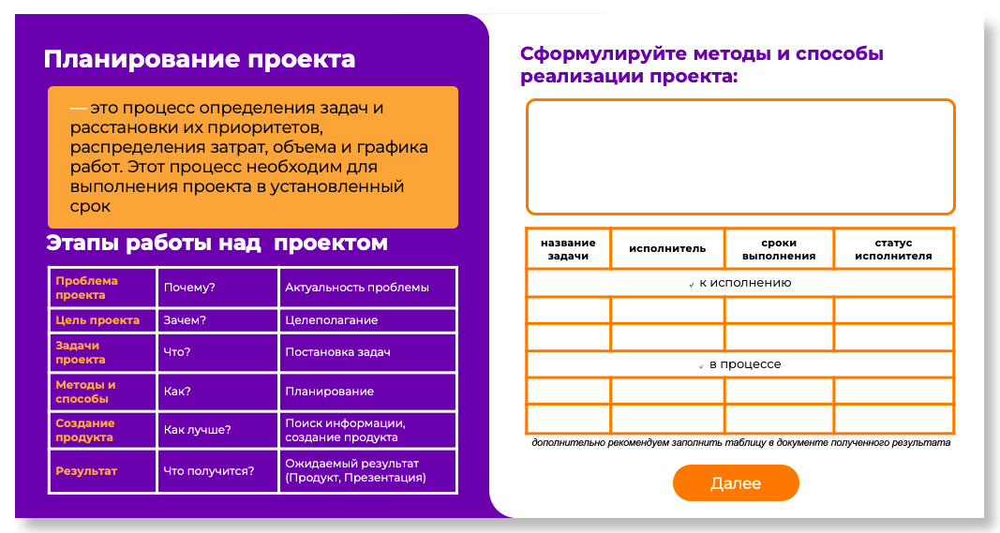 Планирование проекта
— это процесс определения задач и
расстановки их приоритетов,
распределения затрат, объема и графика
работ. Этот процесс необходим для
выполнения проекта в установленный
срок
Этапы работы над проектом
Проблема
проекта
Почему?
Актуальность проблемы
Цель проекта
Зачем?
Целеполагание
Задачи
проекта
Что?
Постановка задач
Методы и
способы
Как?
Планирование
Создание
продукта
Как лучше?
Поиск информации,
создание продукта
Результат
Что получится?
Ожидаемый результат
(Продукт, Презентация)
Сформулируйте методы и способы
реализации проекта:
название
задачи
исполнитель
сроки
выполнения
статус
исполнителя
✓ к исполнению
✓ в процессе
дополнительно рекомендуем заполнить таблицу в документе полученного результата
Далее